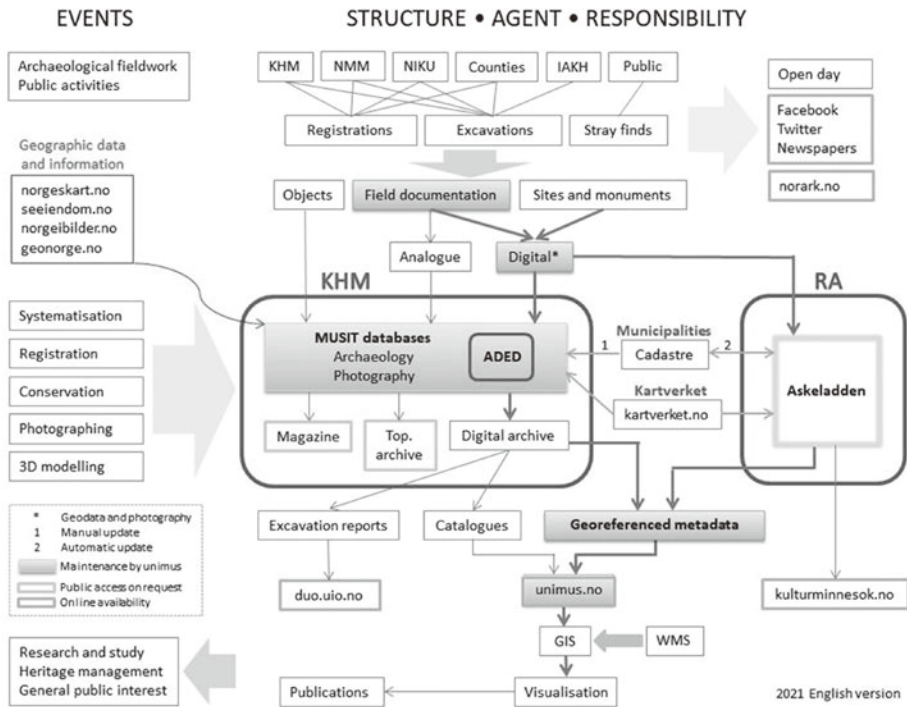 EVENTS
STRUCTURE • AGENT • RESPONSIBILITY
Archaeological fieldwork
Public activities
KHM
NMM
NIKU
Counties
IAKH
Public
Registrations
Excavations
Stray finds
Open day
Facebook
Twitter
Newspapers
norark.no
Geographic data
and information
norgeskart.no
seeiendom.no
norgeibilder.no
geonorge.no
Objects
Field documentation
Sites and monuments
Analogue
Digital*
KHM
RA
Systematisation
Registration
Conservation
Photographing
3D modelling
MUSIT databases
Archaeology
Photography
ADED
Municipalities
1
Cadastre
2
Kartverket
kartverket.no
Askeladden
Magazine
Top.
archive
Digital archive
* Geodata and photography
1 Manual update
2 Automatic update
Maintenance by unimus
Public access on request
Online availability
Excavation reports
Catalogues
Georeferenced metadata
duo.uio.no
unimus.no
kulturminnesok.no
GIS
WMS
Research and study
Heritage management
General public interest
Publications
Visualisation
2021 English version